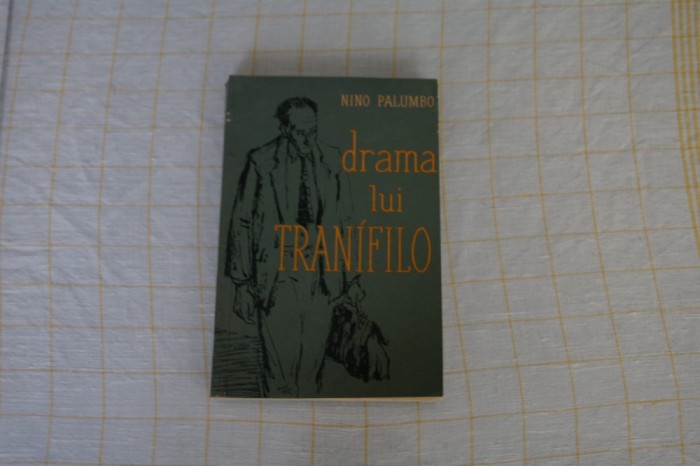 NINO PALUMBO
drama
lui
TRANÍFILO